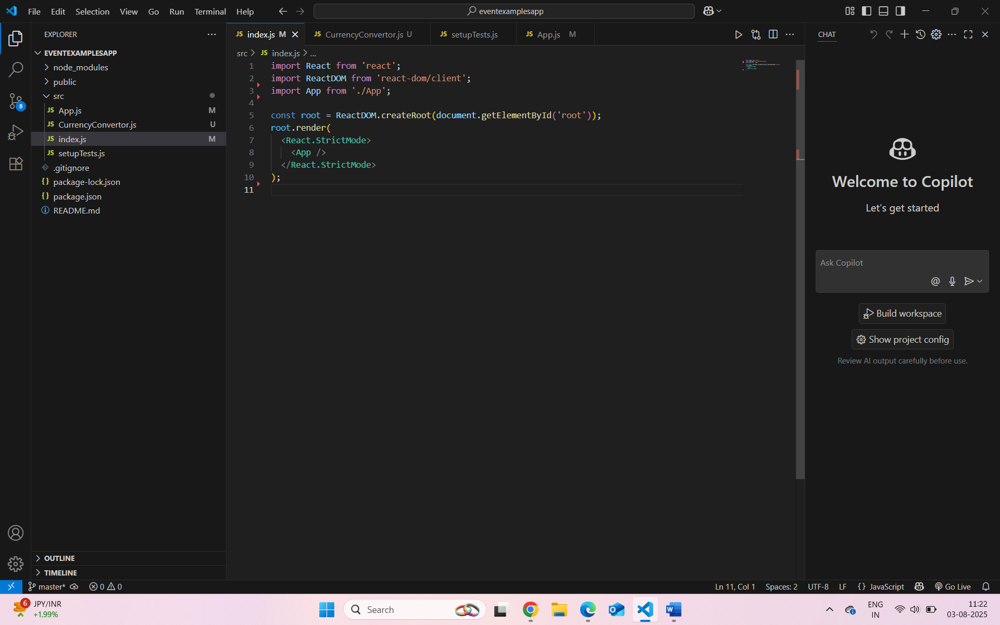 File Edit Selection View Go Run Terminal Help
eventexamplesapp
EXPLORER
EVENTEXAMPLESAPP
node_modules
public
src
JS App.js M
JS CurrencyConvertor.js U
JS index.js M
JS setupTests.js
.gitignore
{} package-lock.json
{} package.json
README.md
OUTLINE
TIMELINE
8
JS index.js M
JS CurrencyConvertor.js U
JS setupTests.js
JS App.js M
src > JS index.js > ...
1 import React from 'react';
2 import ReactDOM from 'react-dom/client';
3 import App from './App';
4
5 const root = ReactDOM.createRoot(document.getElementById('root'));
6 root.render(
7 <React.StrictMode>
8 <App />
9 </React.StrictMode>
10 );
11
CHAT
Welcome to Copilot
Let's get started
Ask Copilot
@
Build workspace
Show project config
Review AI output carefully before use.
master* 0 0
Ln 11, Col 1 Spaces: 2 UTF-8 LF {} JavaScript Go Live
6 JPY/INR
+1.99%
Search
W
ENG
IN
11:22
03-08-2025